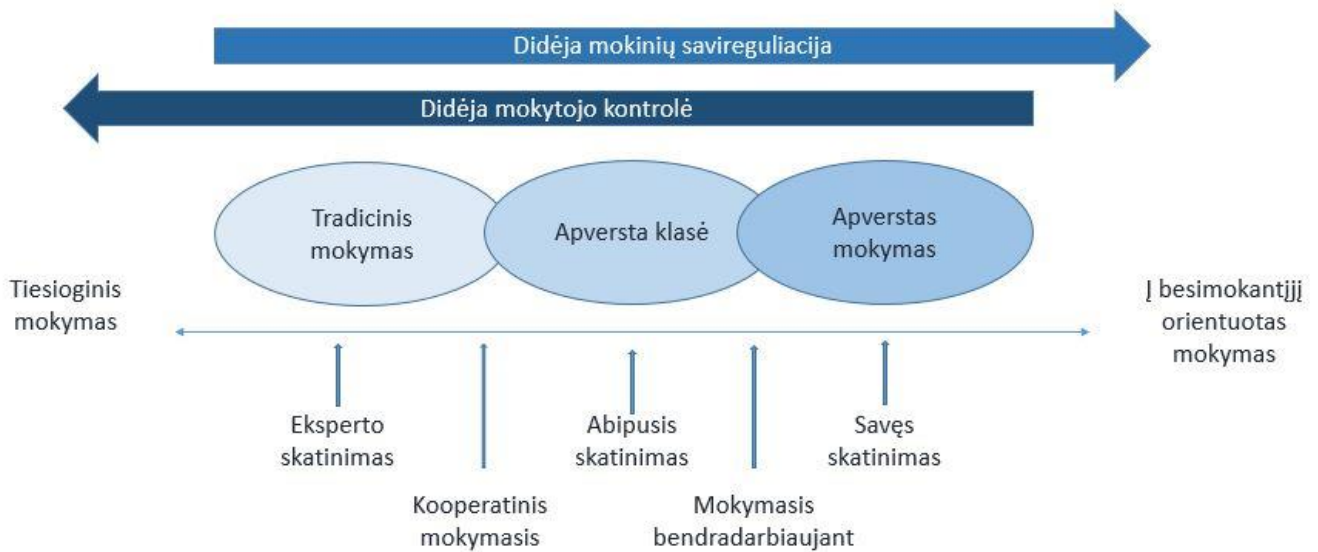 Didėja mokinių savireguliacija
Didėja mokytojo kontrolė
Tradicinis
mokymas
Apversta klasė
Apverstas
mokymas
Tiesioginis
mokymas
Į besimokantįjį
orientuotas
mokymas
Eksperto
skatinimas
Abipusis
skatinimas
Savęs
skatinimas
Kooperatinis
mokymasis
Mokymasis
bendradarbiaujant